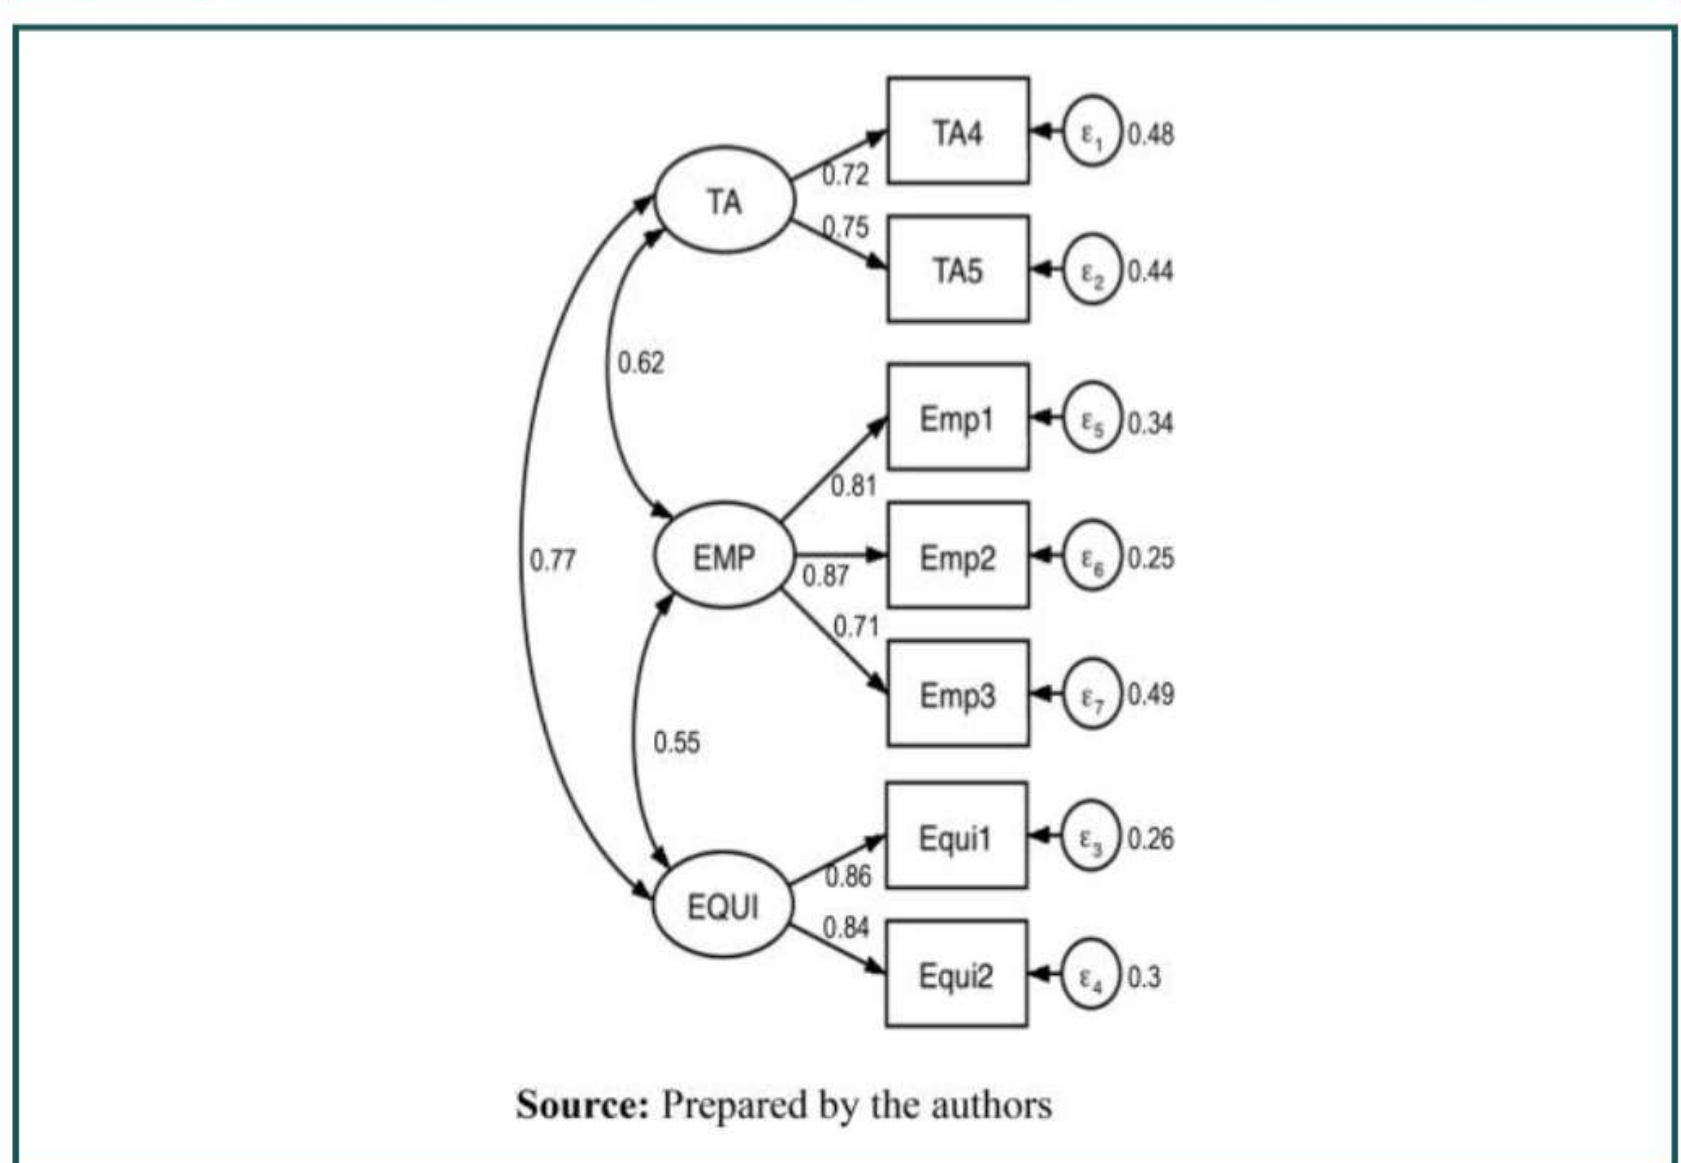 TA4
ε1
0.48
0.72
TA
0.75
TA5
ε2
0.44
0.62
Emp1
ε5
0.34
0.81
0.77
EMP
0.87
Emp2
ε6
0.25
0.71
Emp3
ε7
0.49
0.55
Equi1
ε3
0.26
0.86
EQUI
0.84
Equi2
ε4
0.3
Source: Prepared by the authors